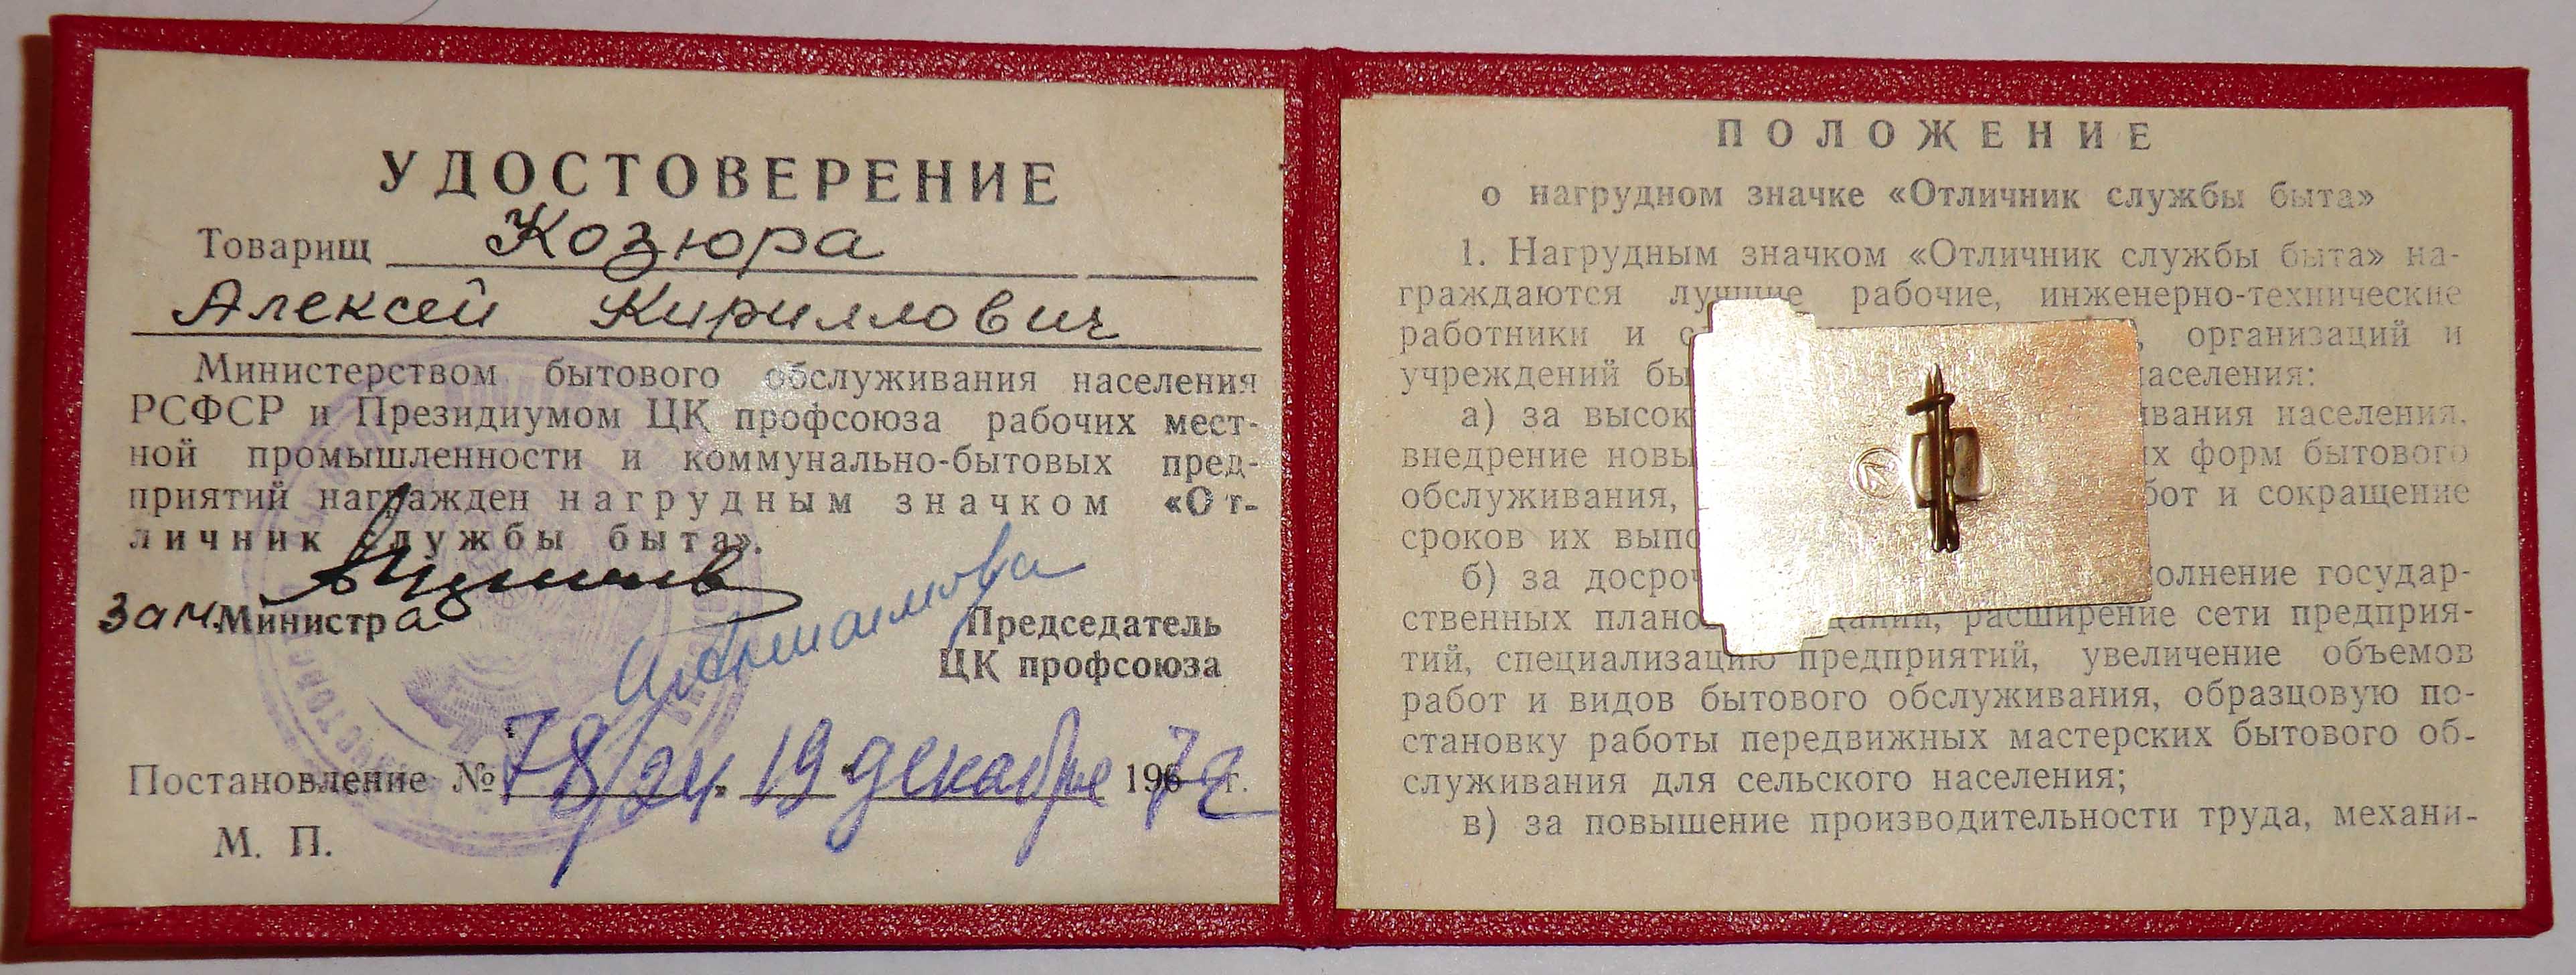 УДОСТОВЕРЕНИЕ
Товарищ Козюра
Алексей Кириллович
Министерством бытового обслуживания населения
РСФСР и Президиумом ЦК профсоюза рабочих мест-
ной промышленности и коммунально-бытовых пред-
приятий награжден нагрудным значком «От-
личник службы быта».
зам. Министра
Председатель
ЦК профсоюза
Постановление № 78/24. 19 декабря 1972 г.
М. П.
ПОЛОЖЕНИЕ
о нагрудном значке «Отличник службы быта»
1. Нагрудным значком «Отличник службы быта» на-
граждаются лучшие рабочие, инженерно-технические
работники и с , организаций и
учреждений бы населения:
а) за высок ивания населения,
внедрение новы их форм бытового
обслуживания, бот и сокращение
сроков их выпо
б) за досроч олнение государ-
ственных плано даний, расширение сети предприя-
тий, специализацию предприятий, увеличение объемов
работ и видов бытового обслуживания, образцовую по-
становку работы передвижных мастерских бытового об-
служивания для сельского населения;
в) за повышение производительности труда, механи-